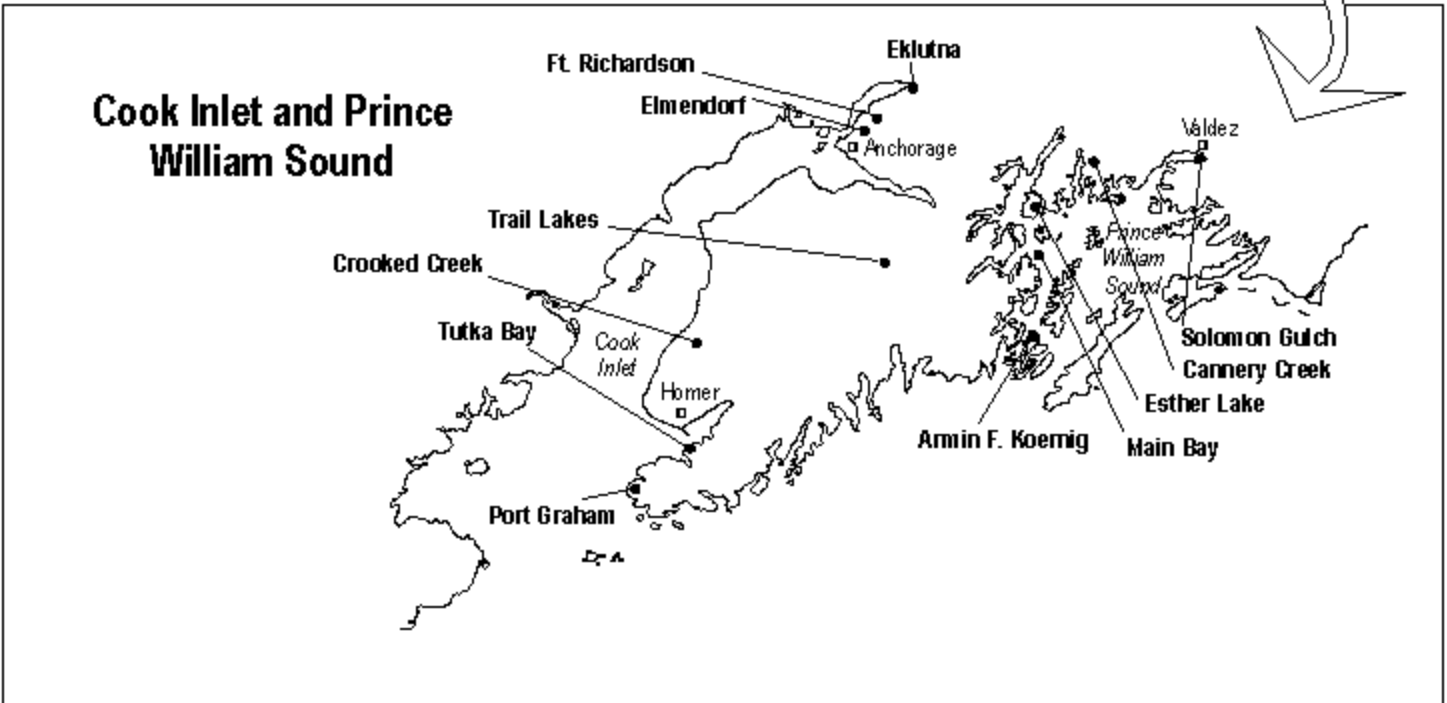 Cook Inlet and Prince
William Sound
Ft. Richardson
Eklutna
Elmendorf
Anchorage
Valdez
Trail Lakes
Crooked Creek
Prince
William
Sound
Tutka Bay
Cook
Inlet
Homer
Solomon Gulch
Cannery Creek
Esther Lake
Armin F. Koernig
Main Bay
Port Graham